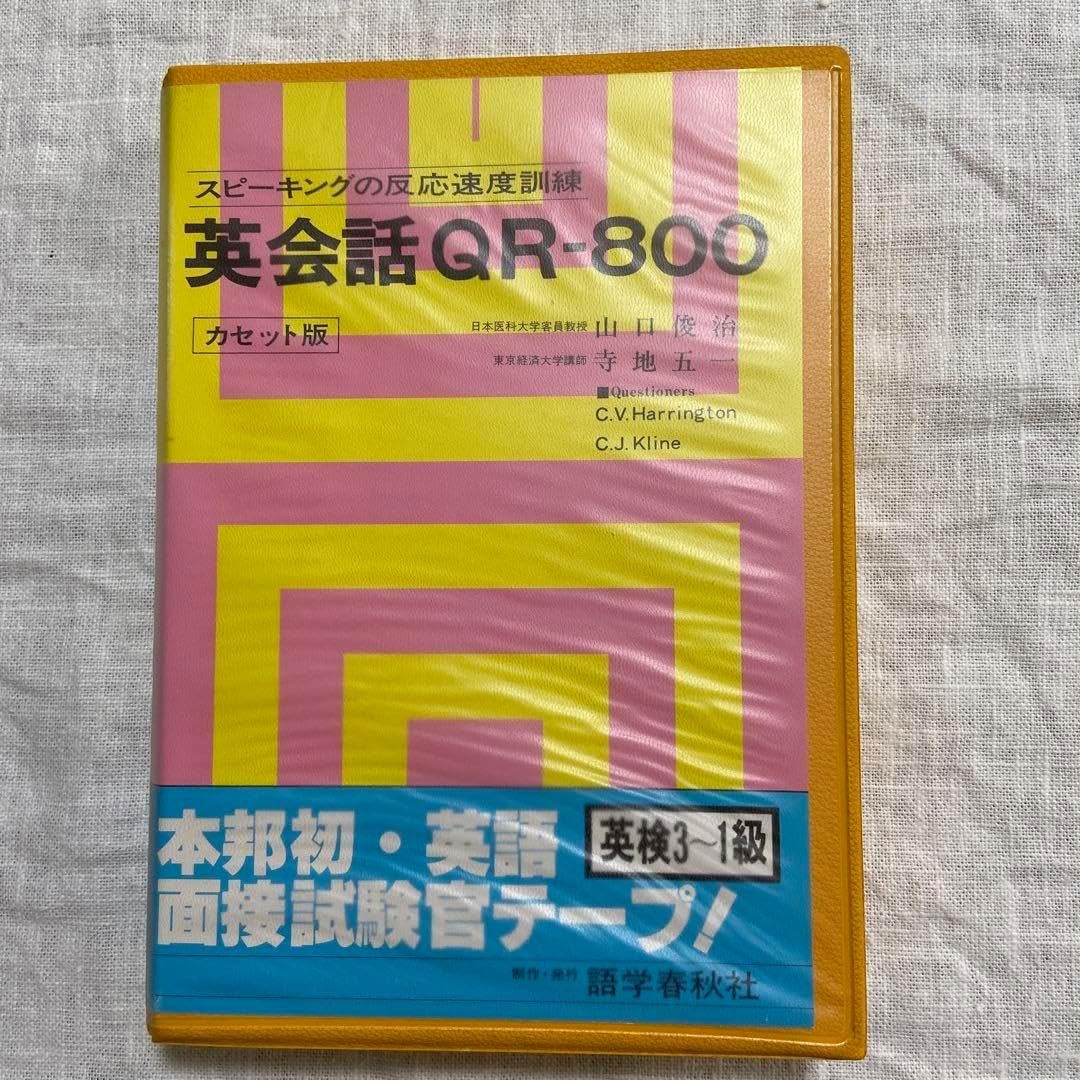 スピーキングの反応速度訓練
英会話QR-800
カセット版
日本医科大学客員教授 山口俊治
東京経済大学講師 寺地五一
■Questioners
C.V.Harrington
C.J.Kline
本邦初・英語
面接試験官テープ!
英検3〜1級
制作・発行 語学春秋社